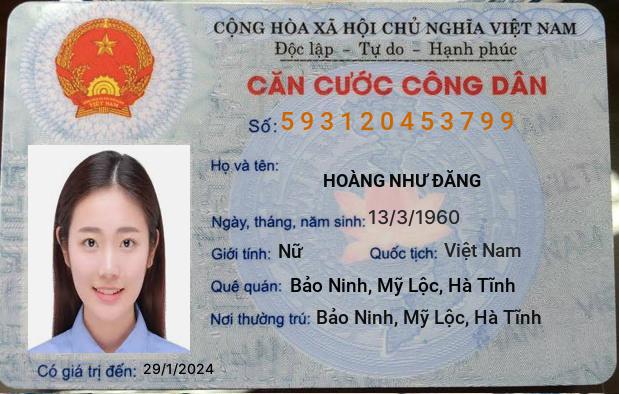 CỘNG HÒA XÃ HỘI CHỦ NGHĨA VIỆT NAM
Độc lập - Tự do - Hạnh phúc
CĂN CƯỚC CÔNG DÂN
Số: 593120453799
Họ và tên:
HOÀNG NHƯ ĐĂNG
Ngày, tháng, năm sinh: 13/3/1960
Giới tính: Nữ Quốc tịch: Việt Nam
Quê quán: Bảo Ninh, Mỹ Lộc, Hà Tĩnh
Nơi thường trú: Bảo Ninh, Mỹ Lộc, Hà Tĩnh
Có giá trị đến: 29/1/2024
VIỆT NAM